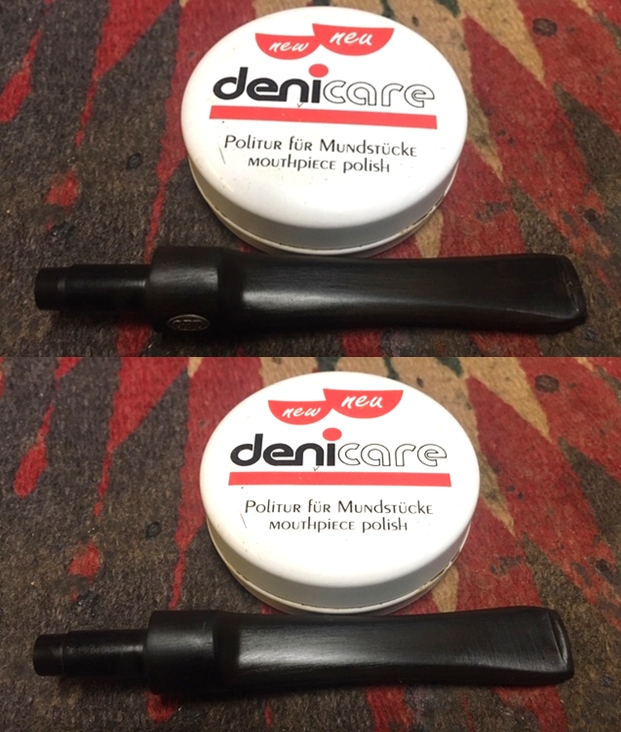 new neu
denicare
Politur für Mundstücke
mouthpiece polish
new neu
denicare
Politur für Mundstücke
mouthpiece polish